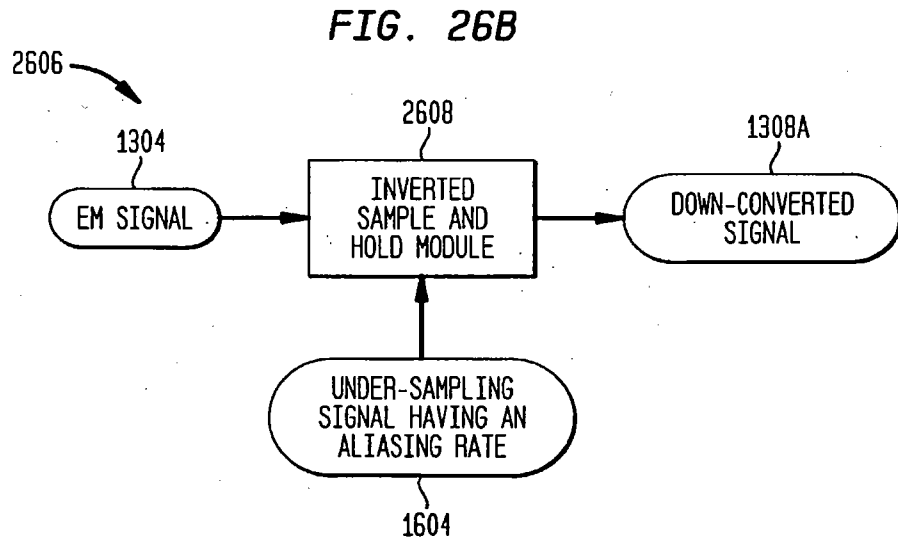 FIG. 26B
2606
1304
2608
1308A
EM SIGNAL
INVERTED
SAMPLE AND
HOLD MODULE
DOWN-CONVERTED
SIGNAL
UNDER-SAMPLING
SIGNAL HAVING AN
ALIASING RATE
1604